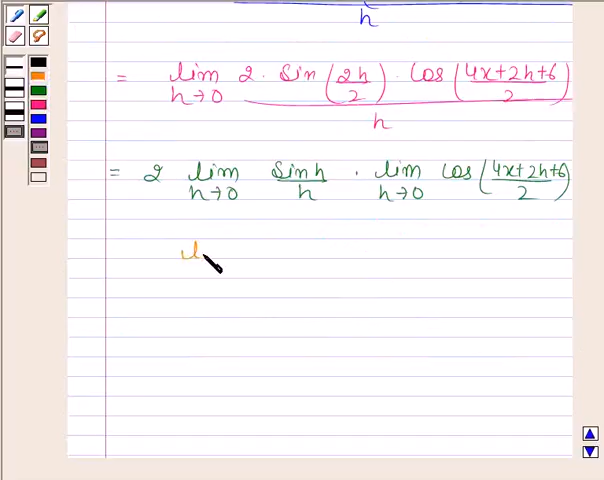 h
= lim h→0 2 · Sin (2h/2) · Cos (4x+2h+6/2)
h
= 2 lim h→0 Sinh/h · lim h→0 Cos (4x+2h+6/2)